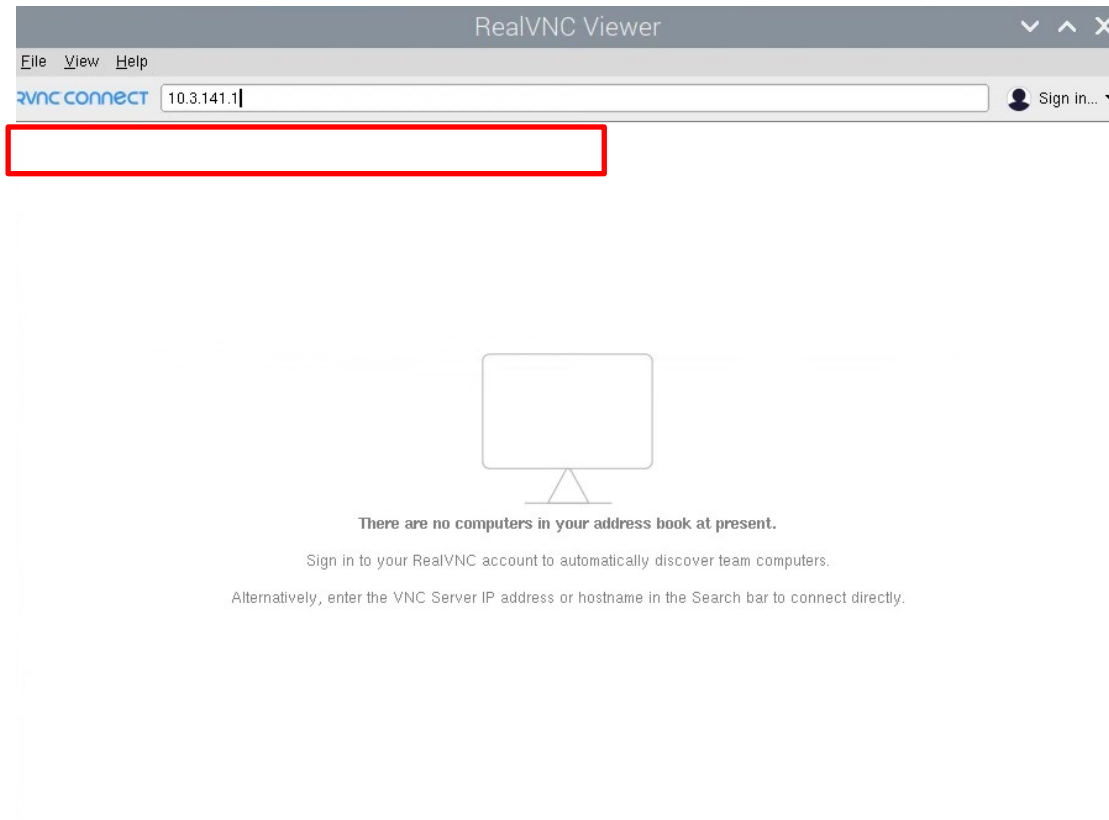 RealVNC Viewer
File View Help
RVNC CONNECT 10.3.141.1 Sign in...
There are no computers in your address book at present.
Sign in to your RealVNC account to automatically discover team computers.
Alternatively, enter the VNC Server IP address or hostname in the Search bar to connect directly.